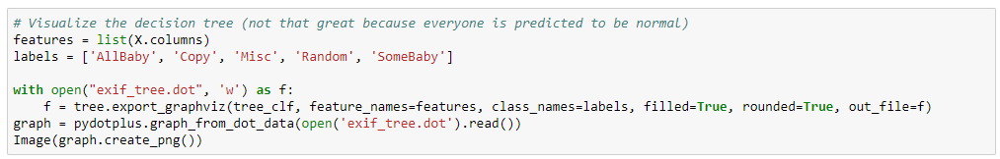 # Visualize the decision tree (not that great because everyone is predicted to be normal)
features = list(X.columns)
labels = ['AllBaby', 'Copy', 'Misc', 'Random', 'SomeBaby']

with open("exif_tree.dot", 'w') as f:
    f = tree.export_graphviz(tree_clf, feature_names=features, class_names=labels, filled=True, rounded=True, out_file=f)
graph = pydotplus.graph_from_dot_data(open('exif_tree.dot').read())
Image(graph.create_png())